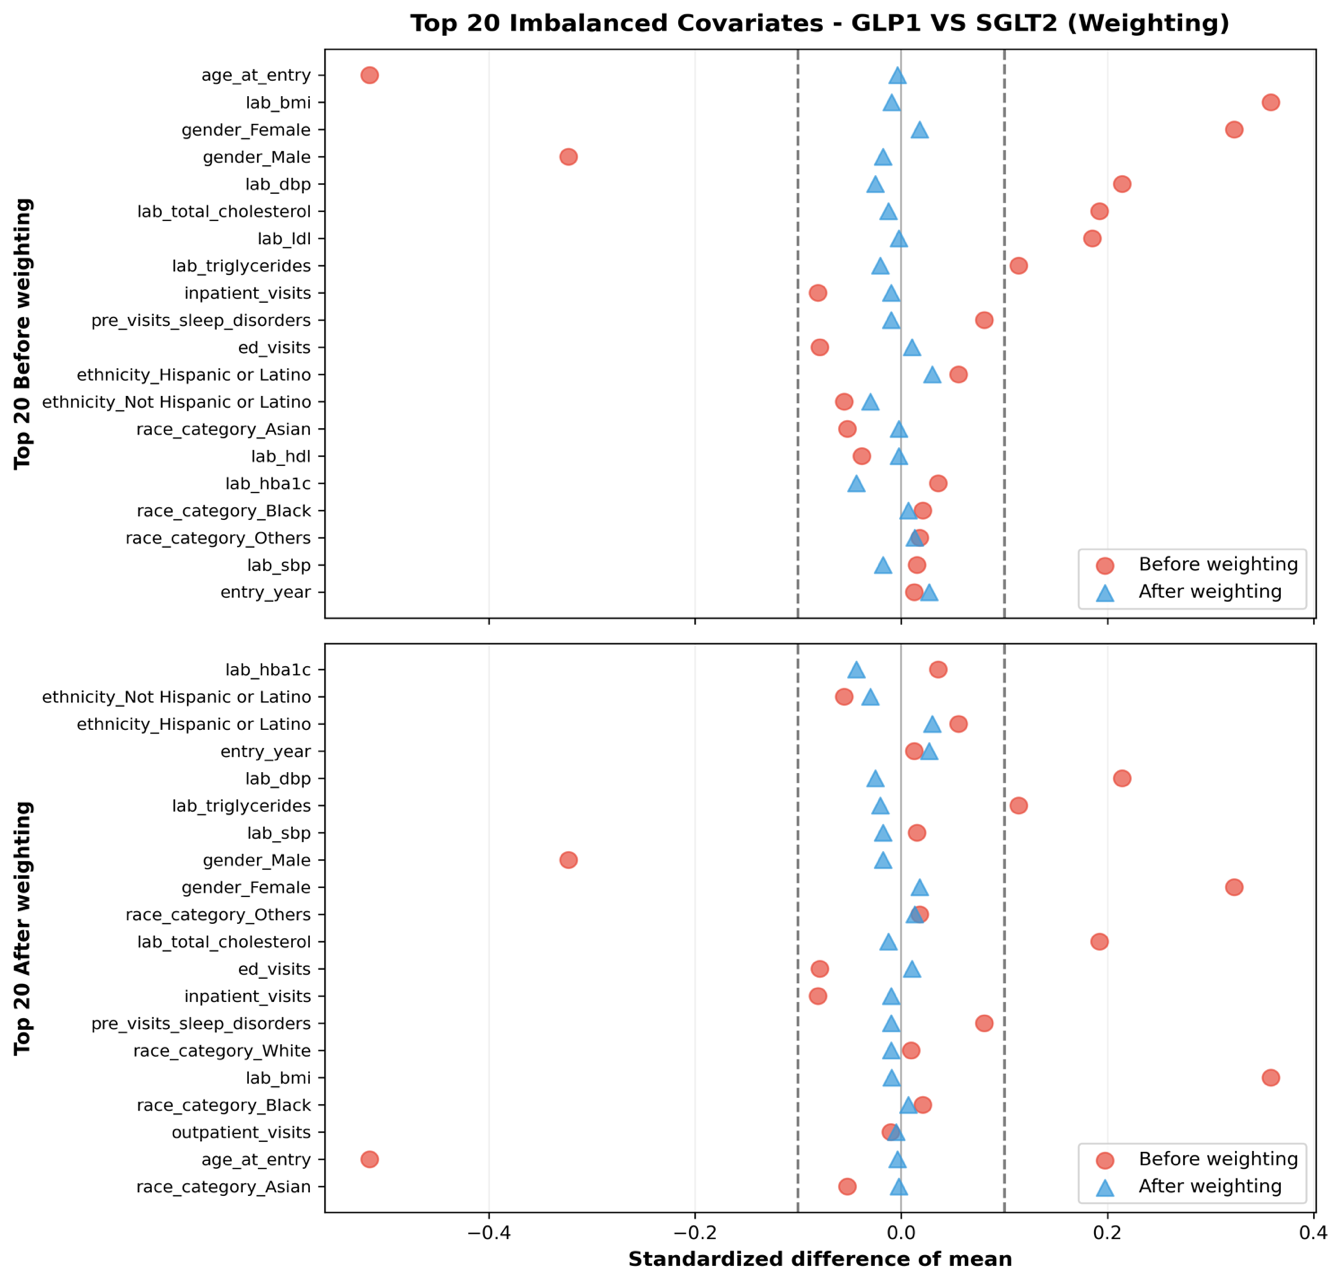 Top 20 Imbalanced Covariates - GLP1 VS SGLT2 (Weighting)
Top 20 Before weighting
age_at_entry
lab_bmi
gender_Female
gender_Male
lab_dbp
lab_total_cholesterol
lab_ldl
lab_triglycerides
inpatient_visits
pre_visits_sleep_disorders
ed_visits
ethnicity_Hispanic or Latino
ethnicity_Not Hispanic or Latino
race_category_Asian
lab_hdl
lab_hba1c
race_category_Black
race_category_Others
lab_sbp
entry_year
Before weighting
After weighting
Top 20 After weighting
lab_hba1c
ethnicity_Not Hispanic or Latino
ethnicity_Hispanic or Latino
entry_year
lab_dbp
lab_triglycerides
lab_sbp
gender_Male
gender_Female
race_category_Others
lab_total_cholesterol
ed_visits
inpatient_visits
pre_visits_sleep_disorders
race_category_White
lab_bmi
race_category_Black
outpatient_visits
age_at_entry
race_category_Asian
Before weighting
After weighting
−0.4 −0.2 0.0 0.2 0.4
Standardized difference of mean